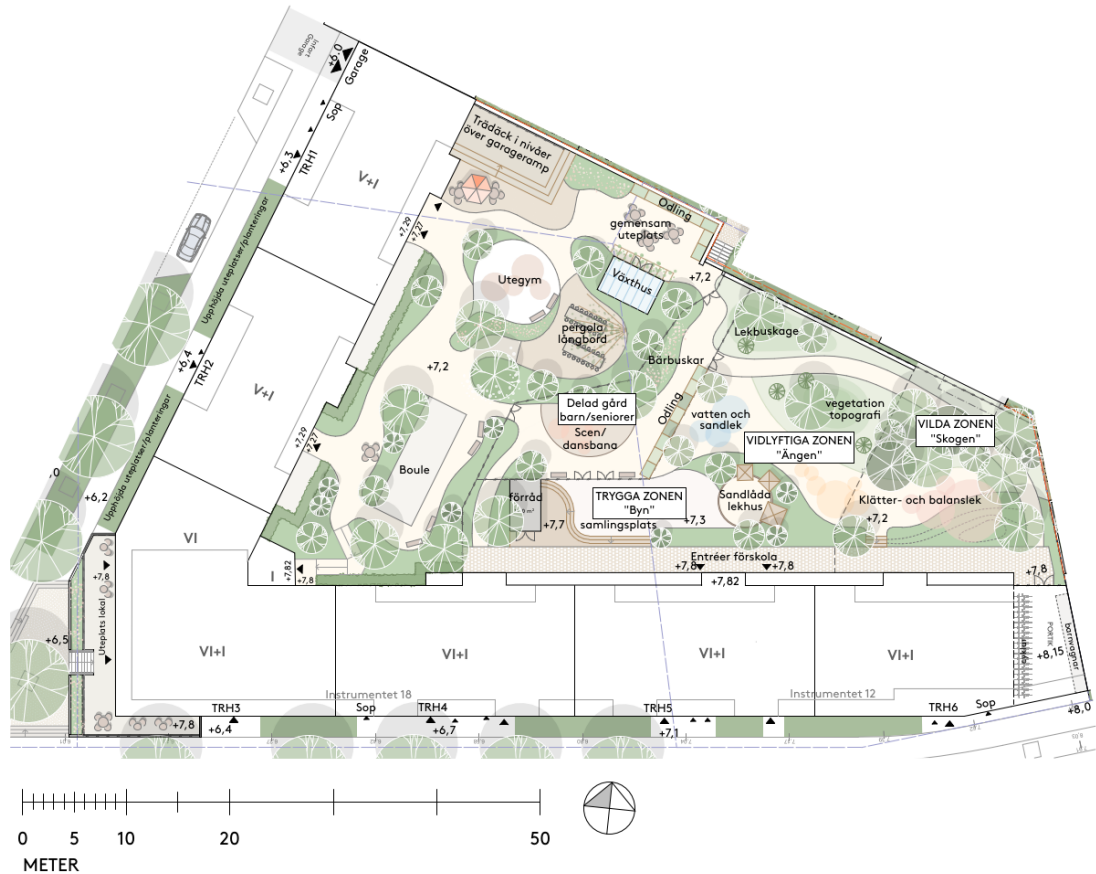 Infart
Garage
+6,0
Garage
Sop
+6,3
TRH1
V+I
Trädäck i nivåer
över garageramp
Odling
gemensam
uteplats
+7,29
+7,27
Växthus
+7,2
Utegym
Upphöjda uteplatser/planteringar
pergola
långbord
Lekbuskage
Bärbuskar
+6,4
TRH2
V+I
+7,2
Delad gård
barn/seniorer
Scen/
dansbana
Odling
vatten och
sandlek
vegetation
topografi
VILDA ZONEN
"Skogen"
VIDLYFTIGA ZONEN
"Ängen"
+7,29
+7,27
Upphöjda uteplatser/planteringar
Boule
+6,2
förråd
+7,7
TRYGGA ZONEN
"Byn"
samlingsplats
+7,3
Sandlåda
lekhus
Klätter- och balanslek
+7,2
VI
I
+7,82
+7,8
Entréer förskola
+7,8
+7,8
+7,82
+7,8
+7,8
Uteplats lokal
+6,5
VI+I
VI+I
VI+I
VI+I
cyklar
PORTIK
+8,15
barnvagnar
Instrumentet 18
Instrumentet 12
TRH3
Sop
TRH4
TRH5
TRH6
Sop
+7,8
+6,4
+6,7
+7,1
+8,0
0
5
10
20
50
METER